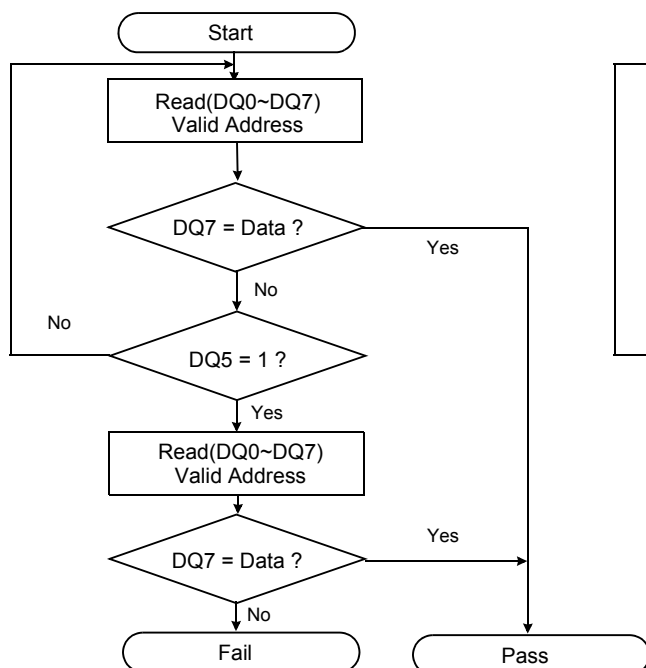 Start
Read(DQ0~DQ7)
Valid Address
DQ7 = Data ?
Yes
No
No
DQ5 = 1 ?
Yes
Read(DQ0~DQ7)
Valid Address
Yes
DQ7 = Data ?
No
Fail
Pass